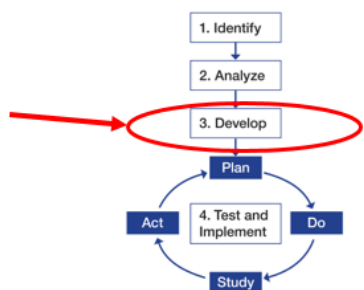 1. Identify
2. Analyze
3. Develop
Plan
Act
4. Test and
Implement
Do
Study